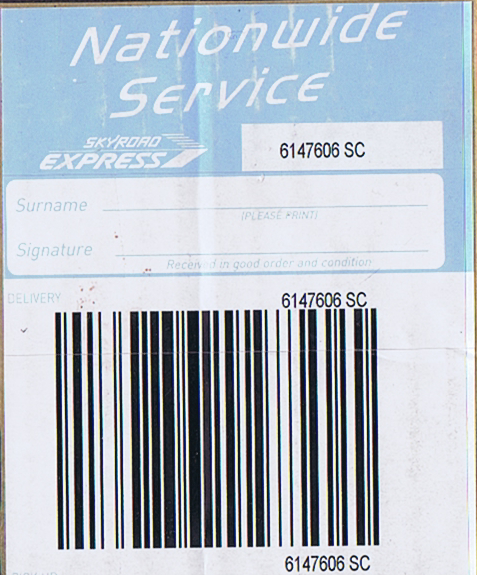 Nationwide
Service
SKYROAD
EXPRESS
6147606 SC
Surname
(PLEASE PRINT)
Signature
Received in good order and condition
DELIVERY
6147606 SC
6147606 SC